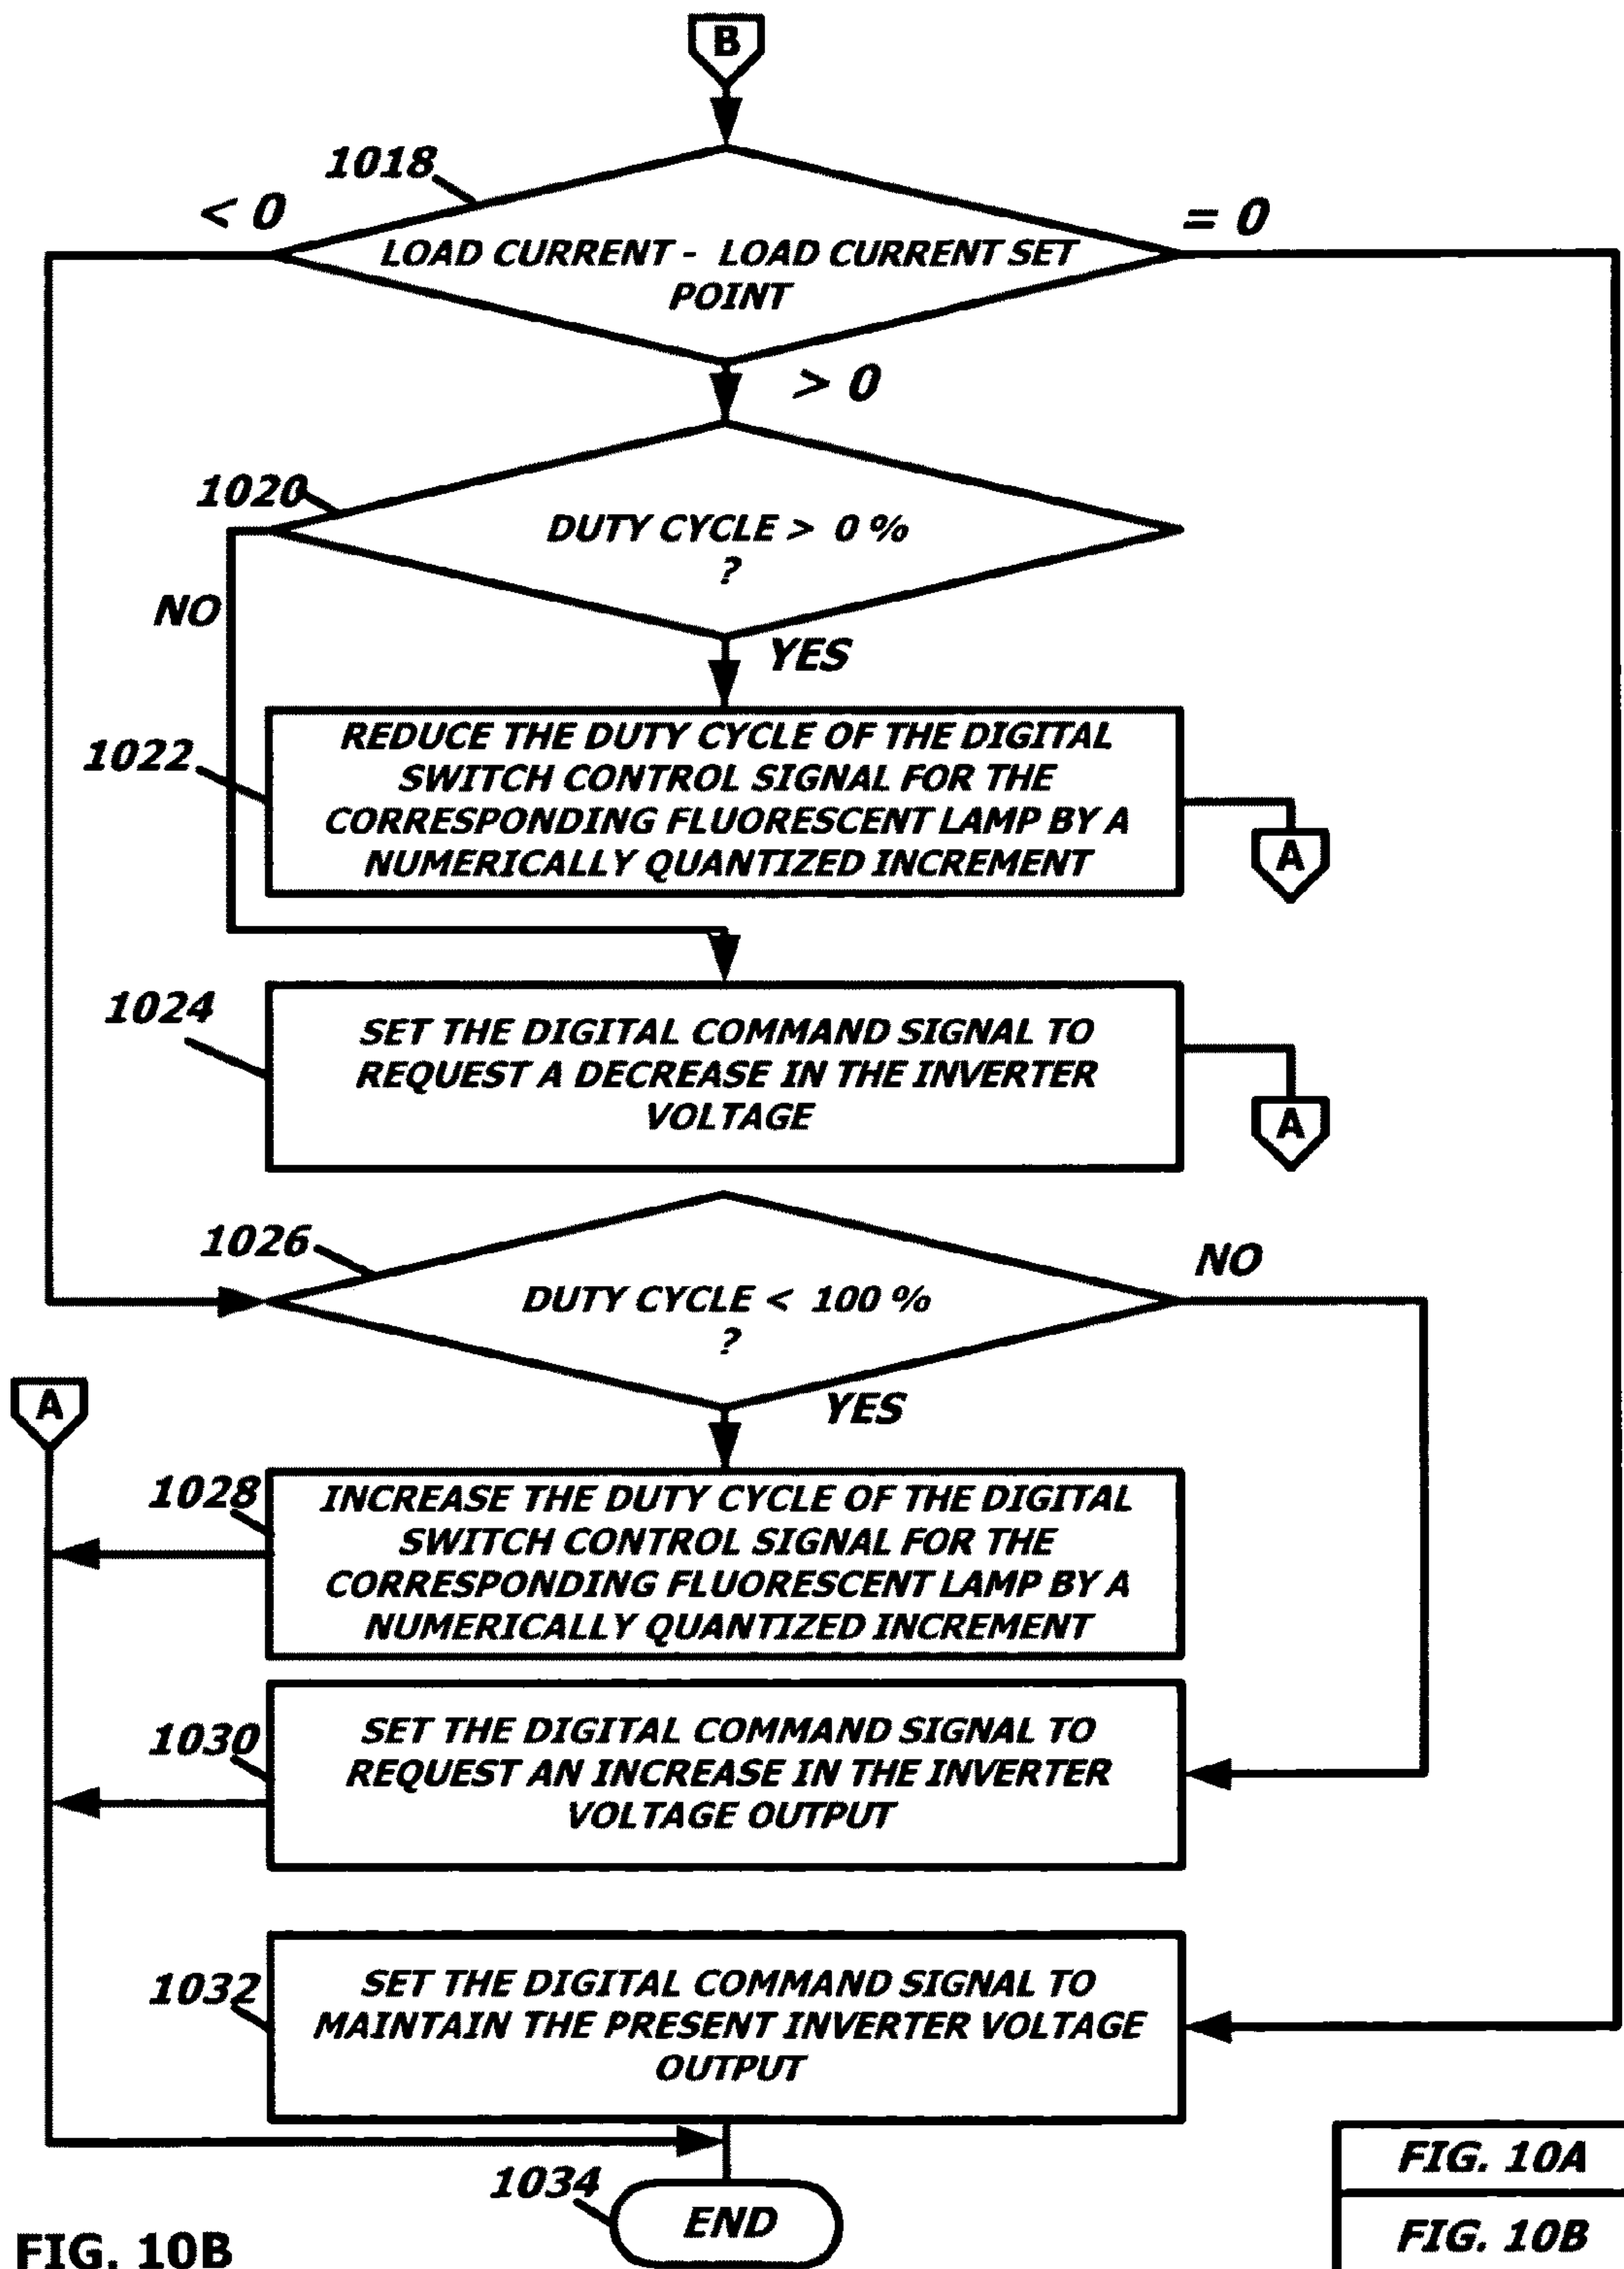 B
1018
< 0
= 0
LOAD CURRENT - LOAD CURRENT SET
POINT
> 0
1020
DUTY CYCLE > 0 %
?
NO
YES
1022
REDUCE THE DUTY CYCLE OF THE DIGITAL
SWITCH CONTROL SIGNAL FOR THE
CORRESPONDING FLUORESCENT LAMP BY A
NUMERICALLY QUANTIZED INCREMENT
A
1024
SET THE DIGITAL COMMAND SIGNAL TO
REQUEST A DECREASE IN THE INVERTER
VOLTAGE
A
1026
NO
DUTY CYCLE < 100 %
?
A
YES
1028
INCREASE THE DUTY CYCLE OF THE DIGITAL
SWITCH CONTROL SIGNAL FOR THE
CORRESPONDING FLUORESCENT LAMP BY A
NUMERICALLY QUANTIZED INCREMENT
1030
SET THE DIGITAL COMMAND SIGNAL TO
REQUEST AN INCREASE IN THE INVERTER
VOLTAGE OUTPUT
1032
SET THE DIGITAL COMMAND SIGNAL TO
MAINTAIN THE PRESENT INVERTER VOLTAGE
OUTPUT
1034
END
FIG. 10A
FIG. 10B
FIG. 10B